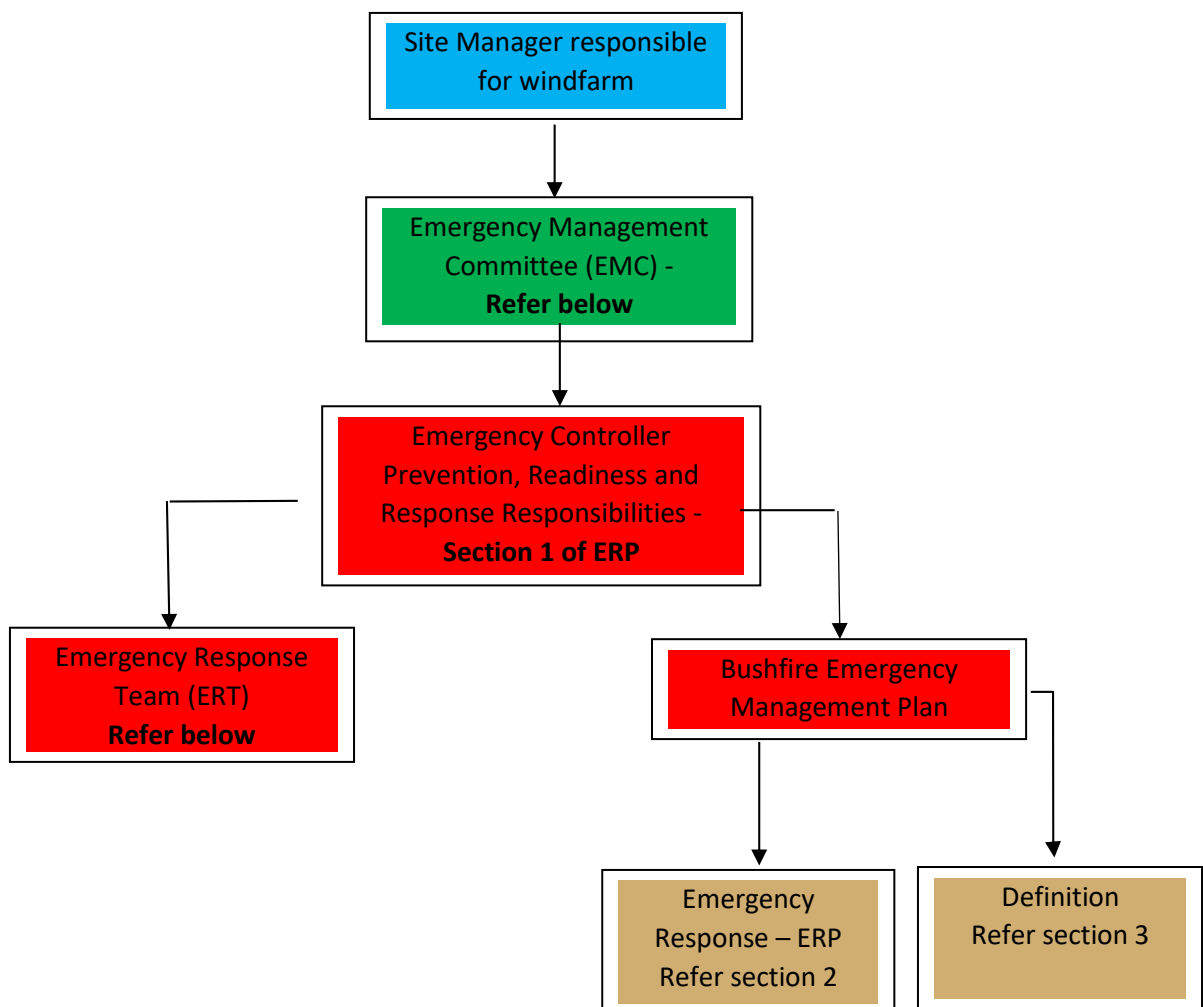 Site Manager responsible
for windfarm
Emergency Management
Committee (EMC) -
Refer below
Emergency Controller
Prevention, Readiness and
Response Responsibilities -
Section 1 of ERP
Emergency Response
Team (ERT)
Refer below
Bushfire Emergency
Management Plan
Emergency
Response – ERP
Refer section 2
Definition
Refer section 3